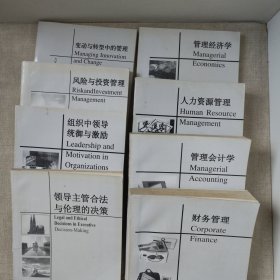 变动与转型中的管理
Managing Innovation
and Change
管理经济学
Managerial
Economics
风险与投资管理
RiskandInvestment
Management
人力资源管理
Human Resource
Management
组织中领导
统御与激励
Leadership and
Motivation in
Organizations
管理会计学
Managerial
Accounting
领导主管合法
与伦理的决策
Legal and Ethical
Decisions in Executive
Decision-Making
财务管理
Corporate
Finance